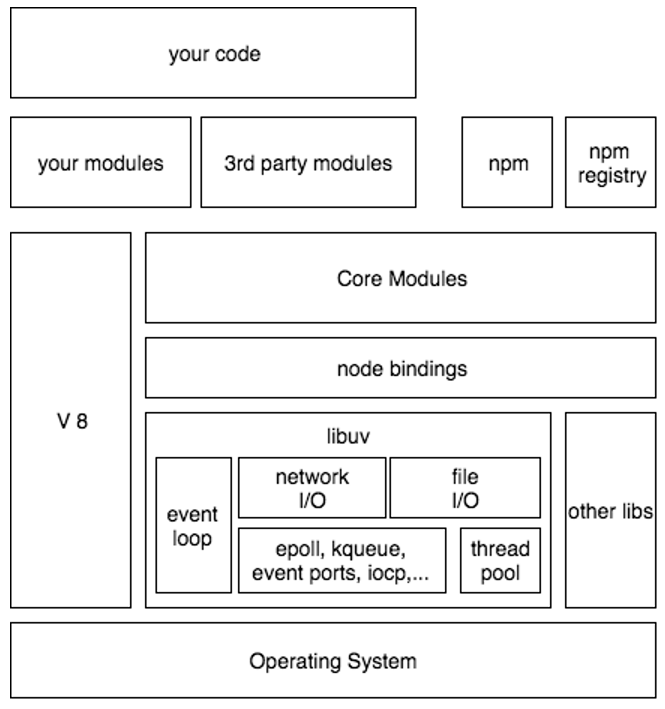 your code
your modules
3rd party modules
npm
npm
registry
Core Modules
node bindings
V 8
libuv
event
loop
network
I/O
file
I/O
epoll, kqueue,
event ports, iocp,...
thread
pool
other libs
Operating System